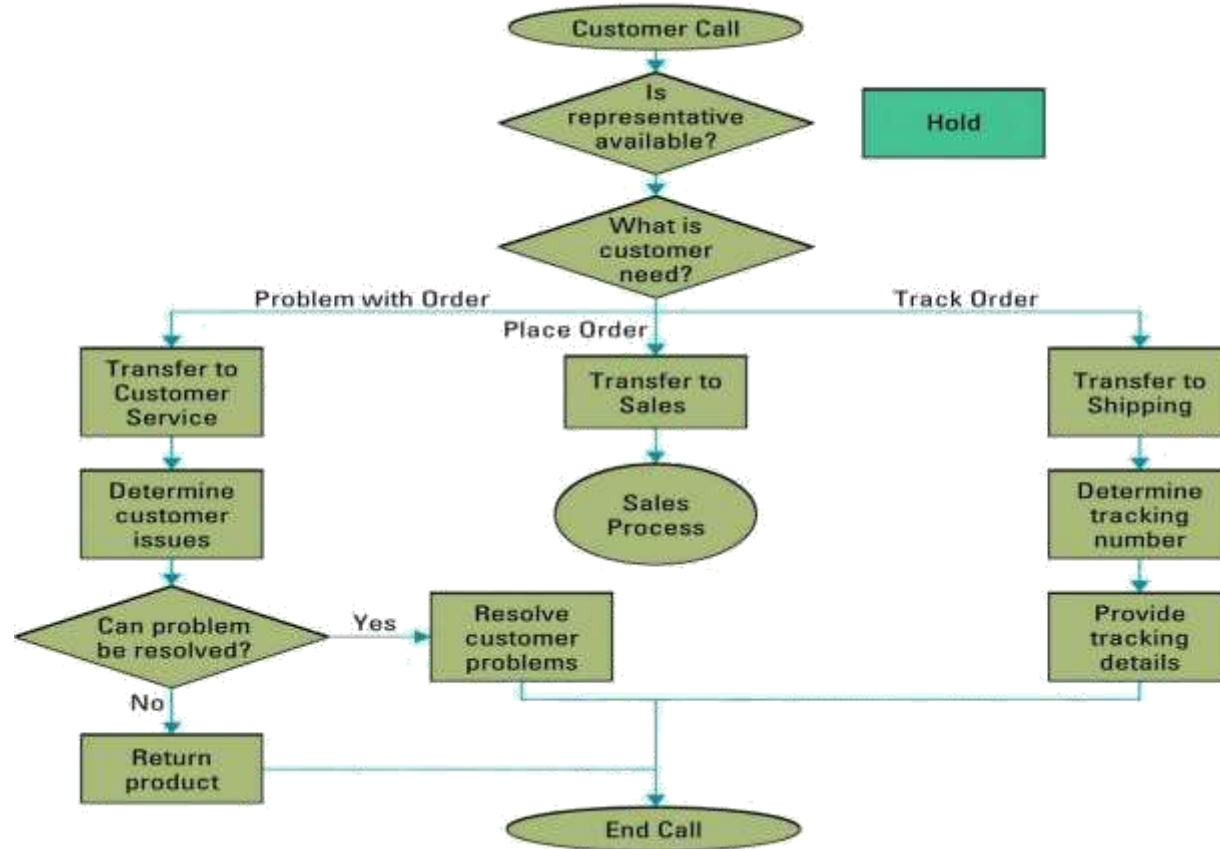 Customer Call
Is
representative
available?
Hold
What is
customer
need?
Problem with Order
Place Order
Track Order
Transfer to
Customer
Service
Transfer to
Sales
Transfer to
Shipping
Determine
customer
issues
Sales
Process
Determine
tracking
number
Can problem
be resolved?
Yes
Resolve
customer
problems
Provide
tracking
details
No
Return
product
End Call